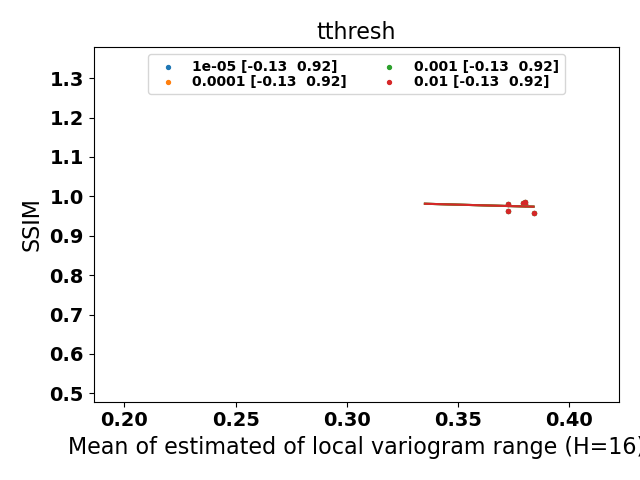 tthresh
1e-05 [-0.13  0.92]
0.0001 [-0.13  0.92]
0.001 [-0.13  0.92]
0.01 [-0.13  0.92]
1.3
1.2
1.1
1.0
0.9
0.8
0.7
0.6
0.5
SSIM
0.20 0.25 0.30 0.35 0.40
Mean of estimated of local variogram range (H=16)